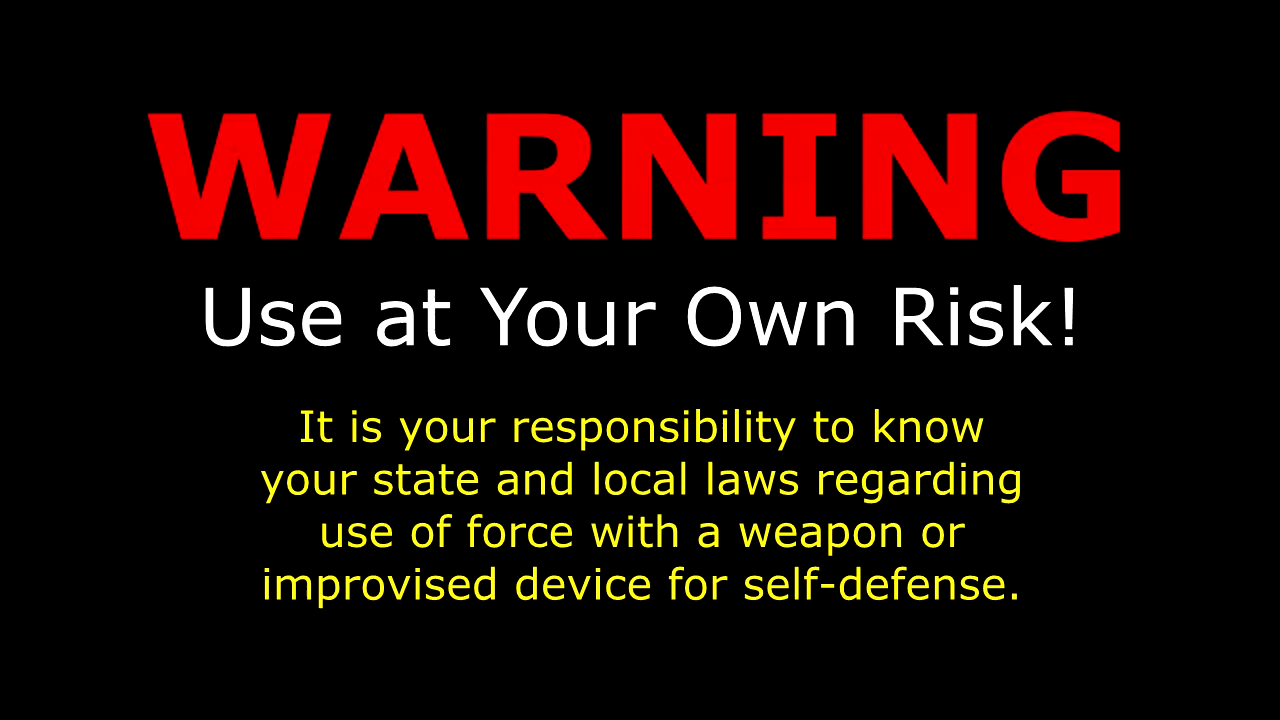 WARNING
Use at Your Own Risk!
It is your responsibility to know
your state and local laws regarding
use of force with a weapon or
improvised device for self-defense.